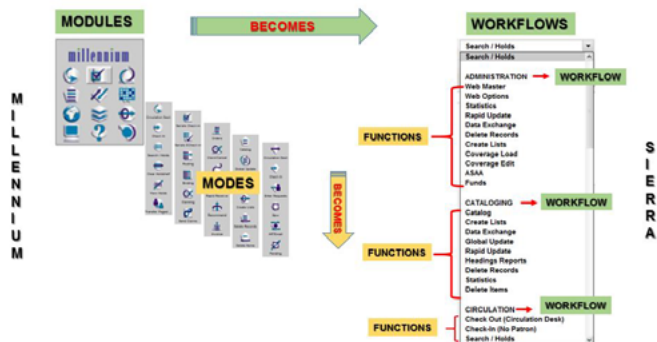 MODULES
BECOMES
WORKFLOWS
millennium
MILLENNIUM
MODES
BECOMES
SIERRA
Search / Holds
Search / Holds
ADMINISTRATION WORKFLOW
Web Master
Web Options
Statistics
Rapid Update
FUNCTIONS
Data Exchange
Delete Records
Create Lists
Coverage Load
Coverage Edit
ASAA
Funds
CATALOGING WORKFLOW
Catalog
Create Lists
Data Exchange
FUNCTIONS
Global Update
Rapid Update
Headings Reports
Delete Records
Statistics
Delete Items
CIRCULATION WORKFLOW
FUNCTIONS
Check Out (Circulation Desk)
Check-In (No Patron)
Search / Holds